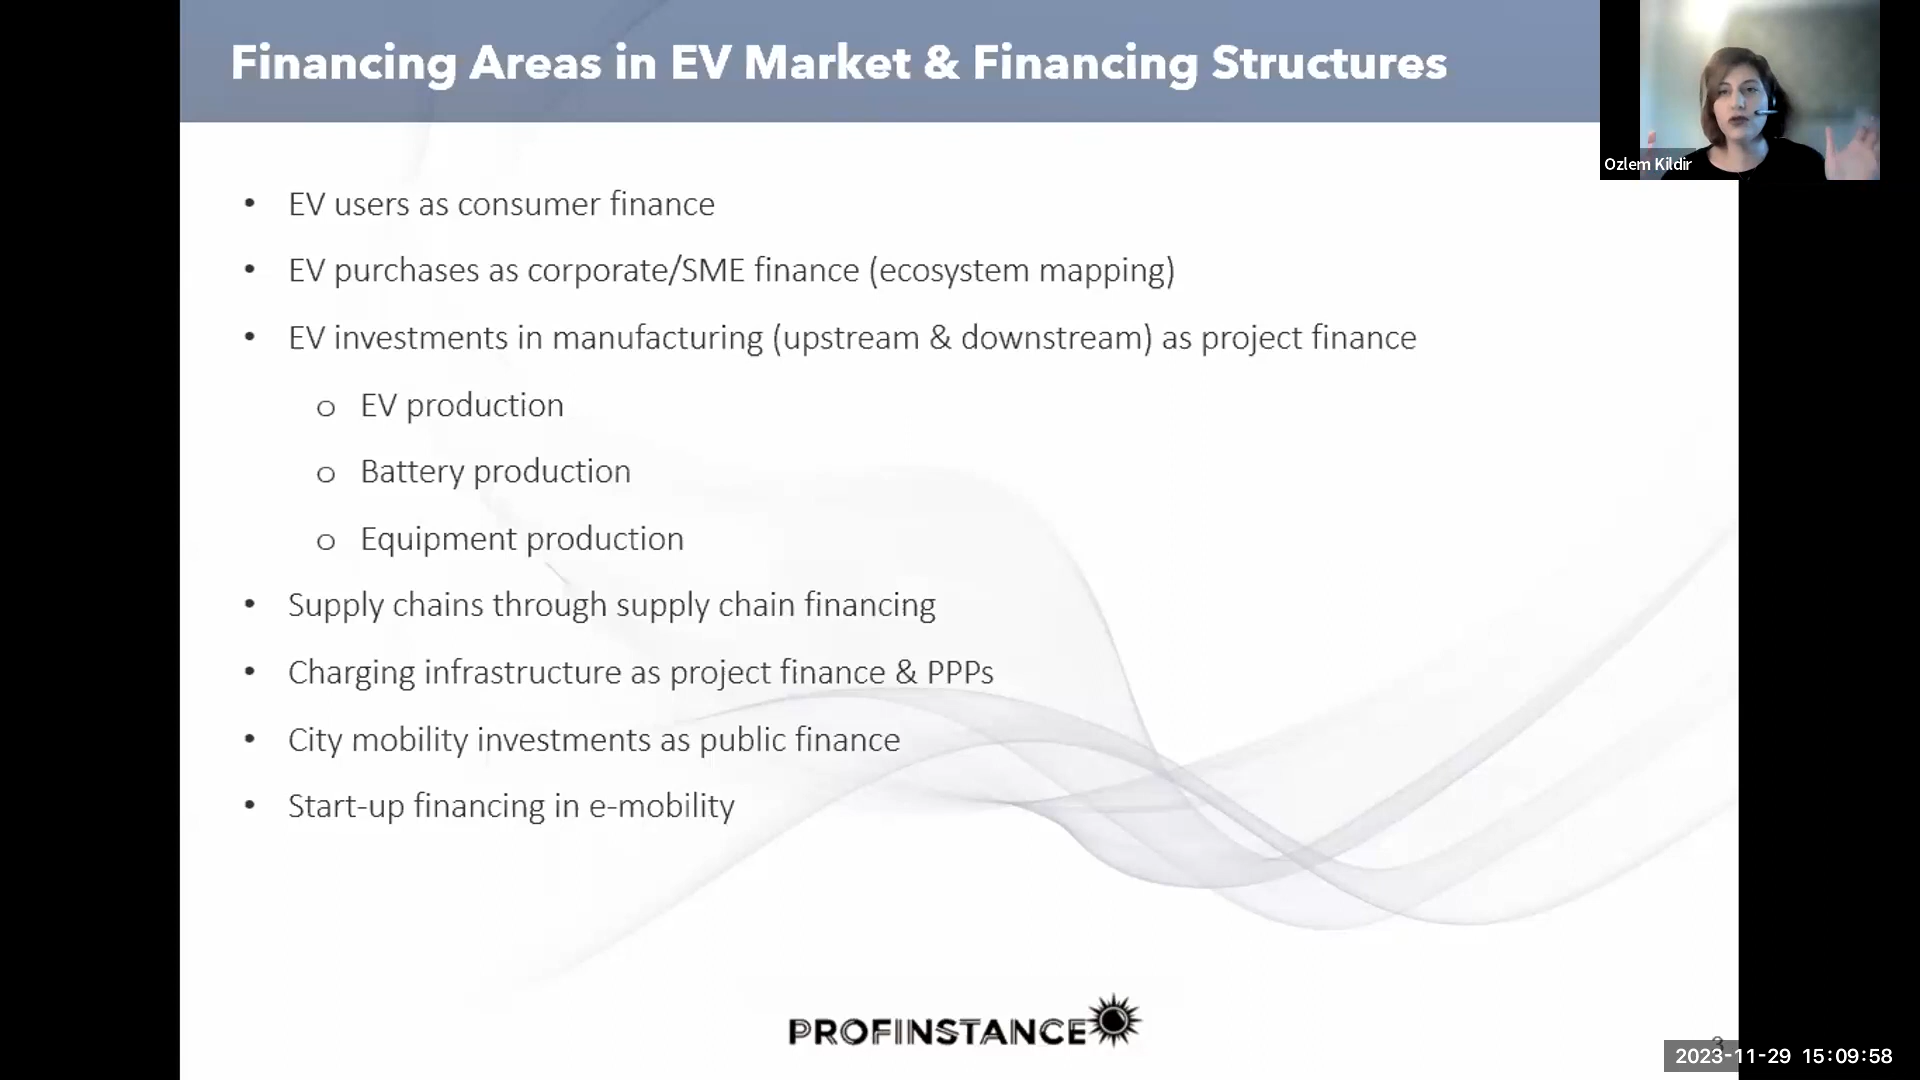 Financing Areas in EV Market & Financing Structures
Ozlem Kildir
• EV users as consumer finance
• EV purchases as corporate/SME finance (ecosystem mapping)
• EV investments in manufacturing (upstream & downstream) as project finance
o EV production
o Battery production
o Equipment production
• Supply chains through supply chain financing
• Charging infrastructure as project finance & PPPs
• City mobility investments as public finance
• Start-up financing in e-mobility
PROFINSTANCE
3
2023-11-29 15:09:58